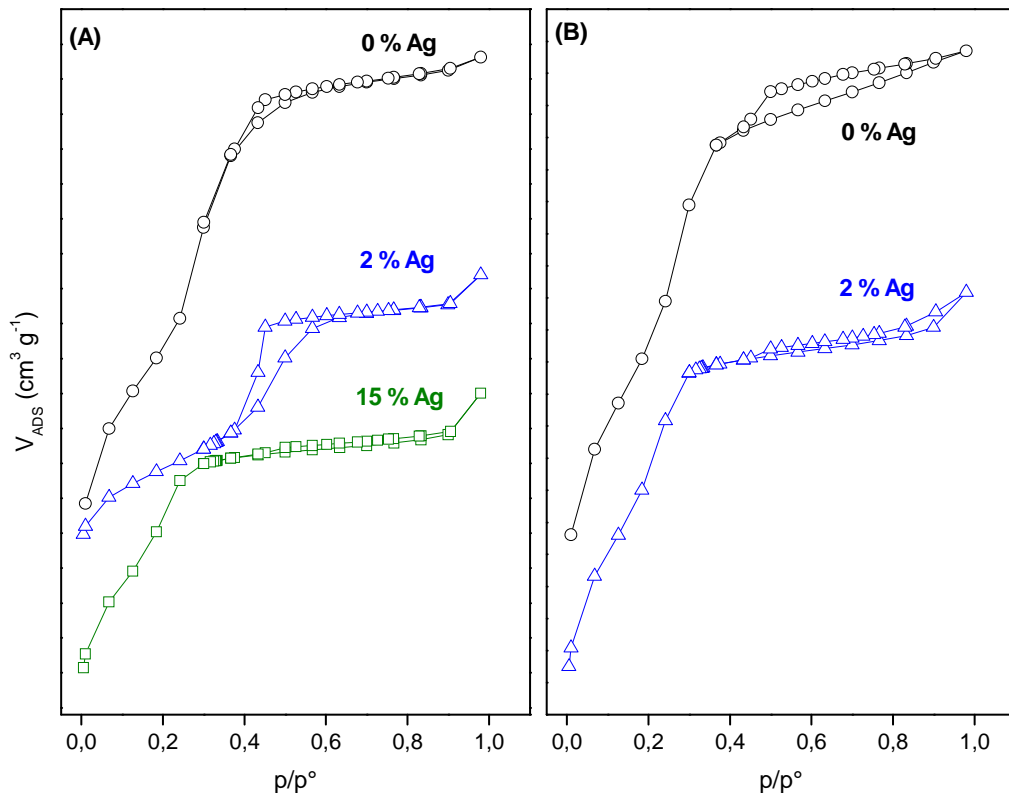 (A)
0 % Ag
2 % Ag
15 % Ag
V_ADS (cm³ g⁻¹)
0,0 0,2 0,4 0,6 0,8 1,0
p/p°
(B)
0 % Ag
2 % Ag
0,0 0,2 0,4 0,6 0,8 1,0
p/p°